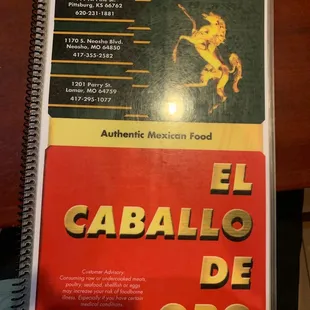 Pittsburg, KS 66762
620-231-1881
1170 S. Neosho Blvd.
Neosho, MO 64850
417-355-2582
1201 Parry St.
Lamar, MO 64759
417-295-1077
Authentic Mexican Food
EL
CABALLO
DE
ORO
Customer Advisory:
Consuming raw or undercooked meats,
poultry, seafood, shellfish or eggs
may increase your risk of foodborne
illness. Especially if you have certain
medical conditions.